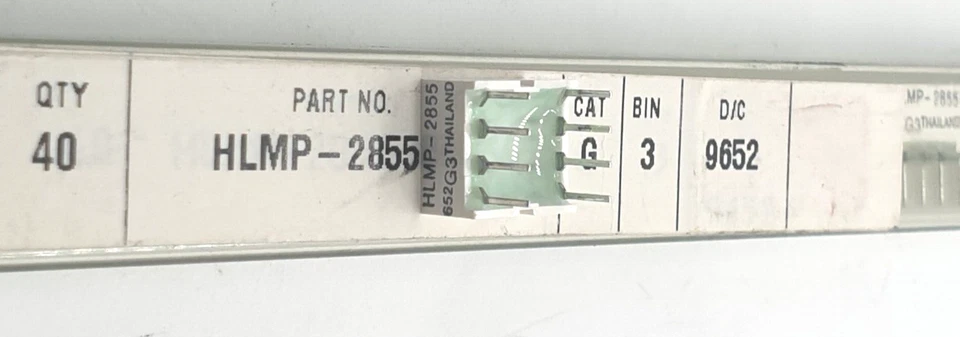 QTY
40
PART NO.
HLMP-2855
HLMP-2855
652G3THAILAND
CAT
G
BIN
3
D/C
9652
MP-2855
G3THAILAND